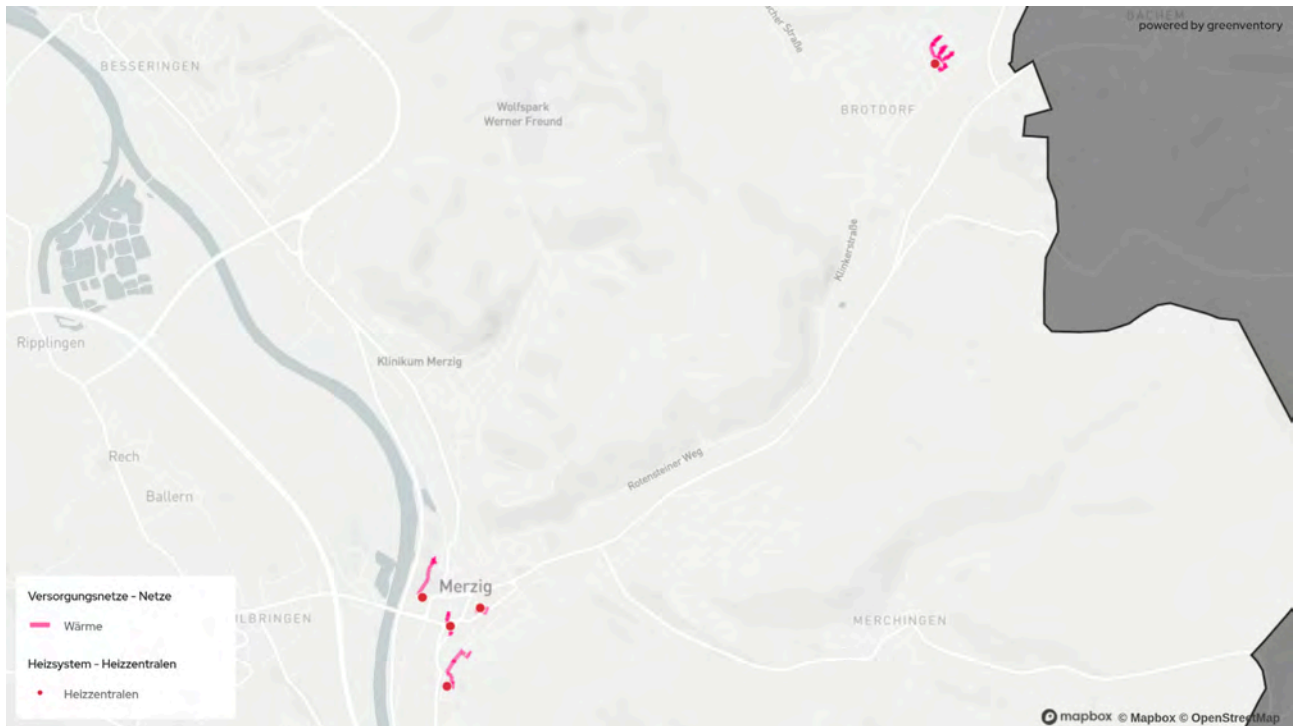 DACHEM
powered by greenventory
BESSERINGEN
Wolfspark
Werner Freund
BROTDORF
Klinkerstraße
Ripplingen
Klinikum Merzig
Rech
Ballern
Rotensteiner Weg
Merzig
MERCHINGEN
Versorgungsnetze - Netze
Wärme
Heizsystem - Heizzentralen
Heizzentralen
mapbox © Mapbox © OpenStreetMap